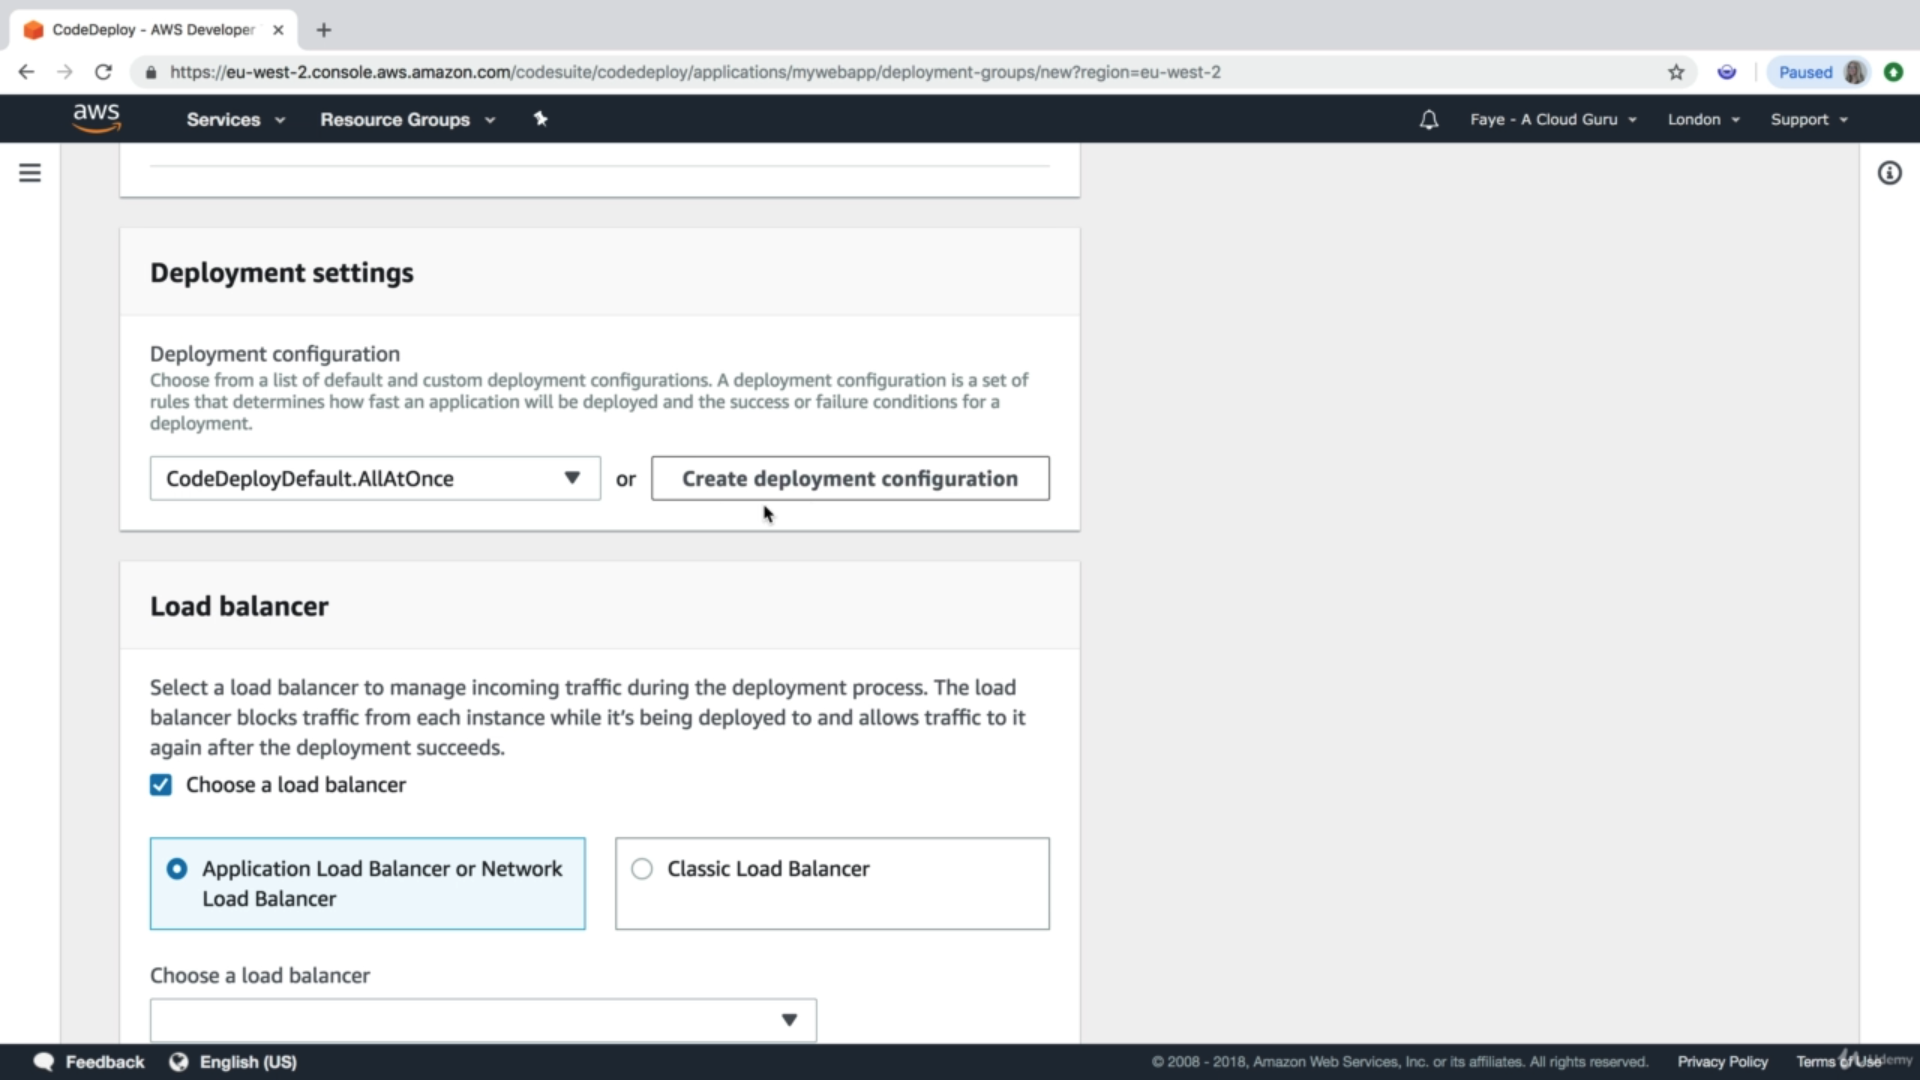 CodeDeploy - AWS Developer
https://eu-west-2.console.aws.amazon.com/codesuite/codedeploy/applications/mywebapp/deployment-groups/new?region=eu-west-2
Paused
aws
Services
Resource Groups
Faye - A Cloud Guru
London
Support
Deployment settings
Deployment configuration
Choose from a list of default and custom deployment configurations. A deployment configuration is a set of
rules that determines how fast an application will be deployed and the success or failure conditions for a
deployment.
CodeDeployDefault.AllAtOnce
or
Create deployment configuration
Load balancer
Select a load balancer to manage incoming traffic during the deployment process. The load
balancer blocks traffic from each instance while it's being deployed to and allows traffic to it
again after the deployment succeeds.
Choose a load balancer
Application Load Balancer or Network
Load Balancer
Classic Load Balancer
Choose a load balancer
Feedback
English (US)
© 2008 - 2018, Amazon Web Services, Inc. or its affiliates. All rights reserved.
Privacy Policy
Terms of Use